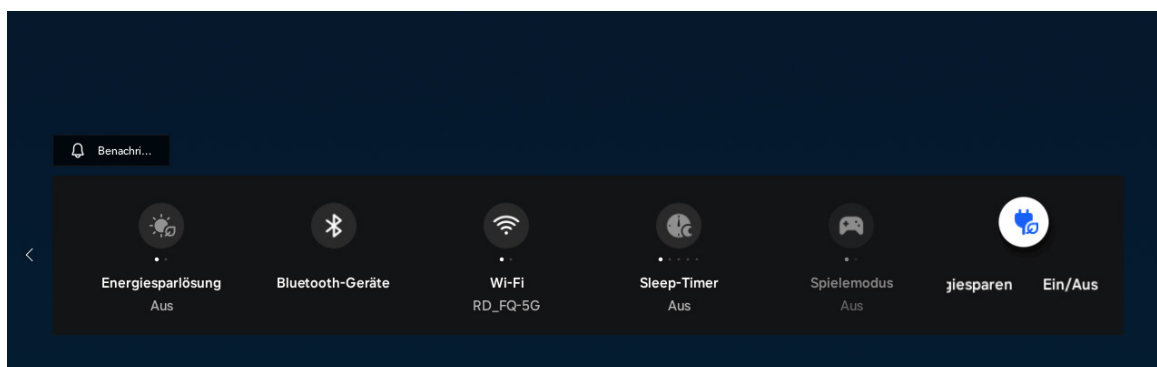 Benachri...
Energiesparlösung
Aus
Bluetooth-Geräte
Wi-Fi
RD_FQ-5G
Sleep-Timer
Aus
Spielemodus
Aus
giesparen Ein/Aus